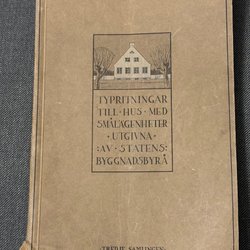 TYPRITNINGAR
TILL · HUS · MED
SMÅLÄGENHETER
· UTGIVNA ·
: AV · STATENS :
BYGGNADSBYRÅ
· TREDJE SAMLINGEN ·